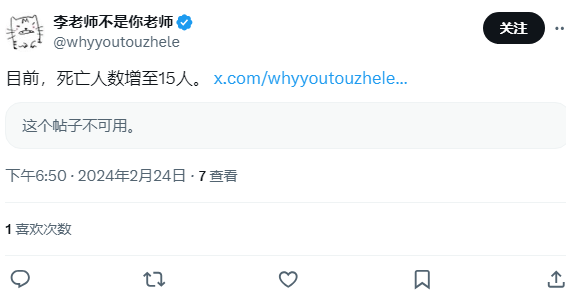 李老师不是你老师
关注
@whyyoutouzhele
目前，死亡人数增至15人。 x.com/whyyoutouzhele...
这个帖子不可用。
下午6:50 · 2024年2月24日 · 7 查看
1 喜欢次数